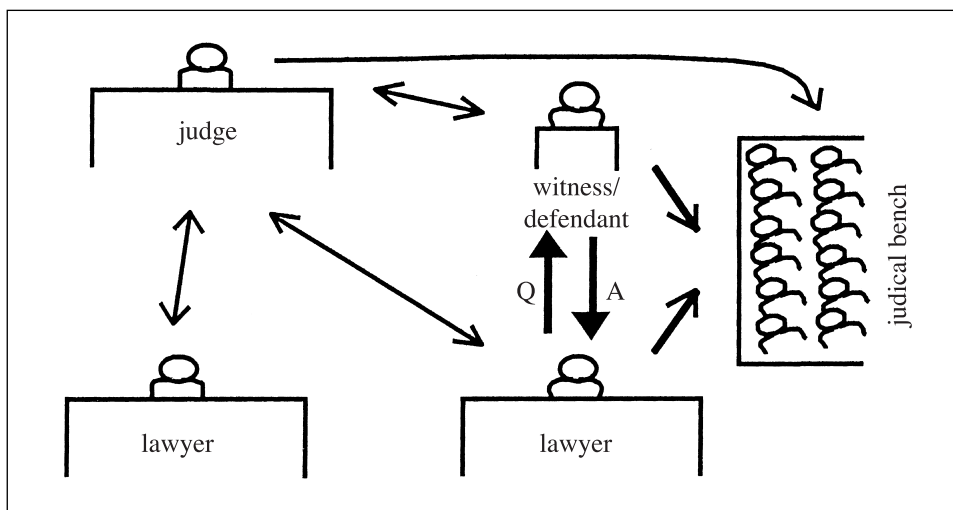 judge
witness/
defendant
Q
A
judical bench
lawyer
lawyer